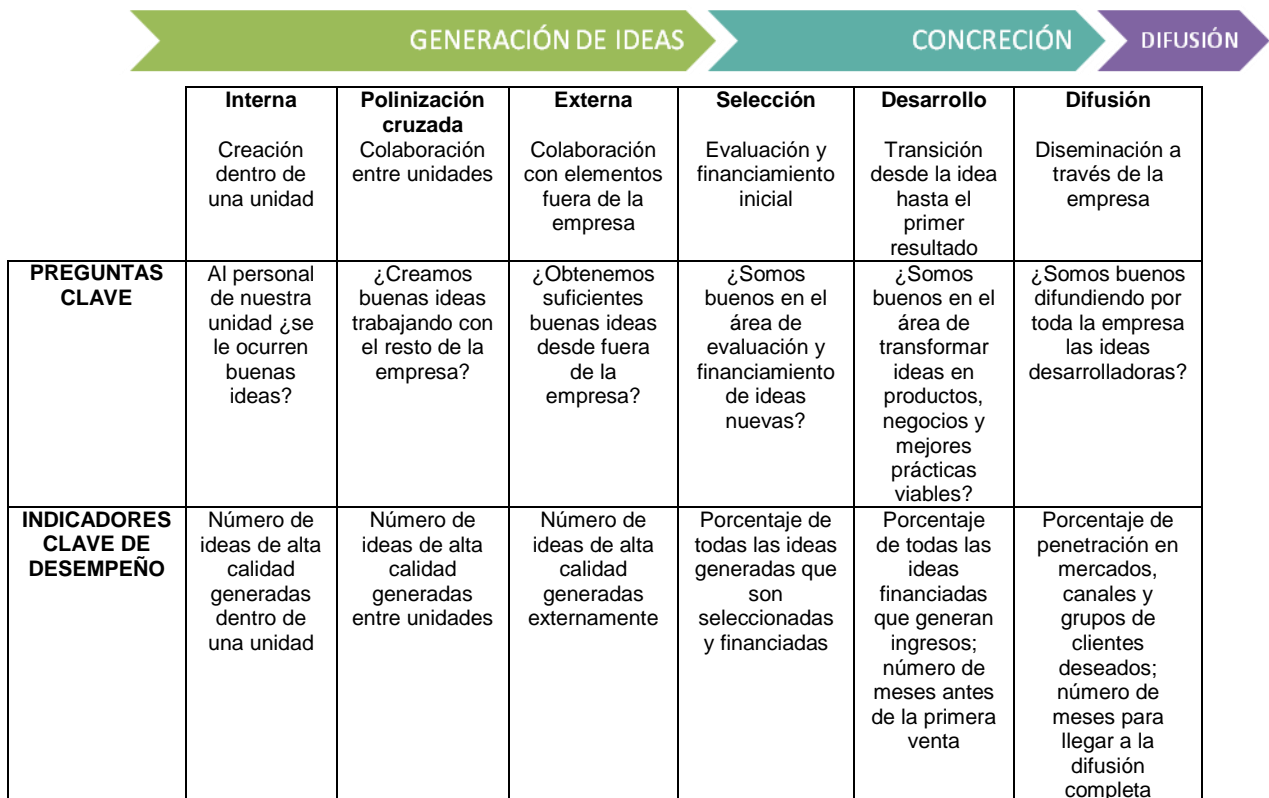 GENERACIÓN DE IDEAS
CONCRECIÓN
DIFUSIÓN
Interna
Creación
dentro de
una unidad
Polinización
cruzada
Colaboración
entre unidades
Externa
Colaboración
con elementos
fuera de la
empresa
Selección
Evaluación y
financiamiento
inicial
Desarrollo
Transición
desde la idea
hasta el
primer
resultado
Difusión
Diseminación a
través de la
empresa
PREGUNTAS
CLAVE
Al personal
de nuestra
unidad ¿se
le ocurren
buenas
ideas?
¿Creamos
buenas ideas
trabajando con
el resto de la
empresa?
¿Obtenemos
suficientes
buenas ideas
desde fuera
de la
empresa?
¿Somos
buenos en el
área de
evaluación y
financiamiento
de ideas
nuevas?
¿Somos
buenos en el
área de
transformar
ideas en
productos,
negocios y
mejores
prácticas
viables?
¿Somos buenos
difundiendo por
toda la empresa
las ideas
desarrolladoras?
INDICADORES
CLAVE DE
DESEMPEÑO
Número de
ideas de alta
calidad
generadas
dentro de
una unidad
Número de
ideas de alta
calidad
generadas
entre unidades
Número de
ideas de alta
calidad
generadas
externamente
Porcentaje de
todas las ideas
generadas que
son
seleccionadas
y financiadas
Porcentaje
de todas las
ideas
financiadas
que generan
ingresos;
número de
meses antes
de la primera
venta
Porcentaje de
penetración en
mercados,
canales y
grupos de
clientes
deseados;
número de
meses para
llegar a la
difusión
completa